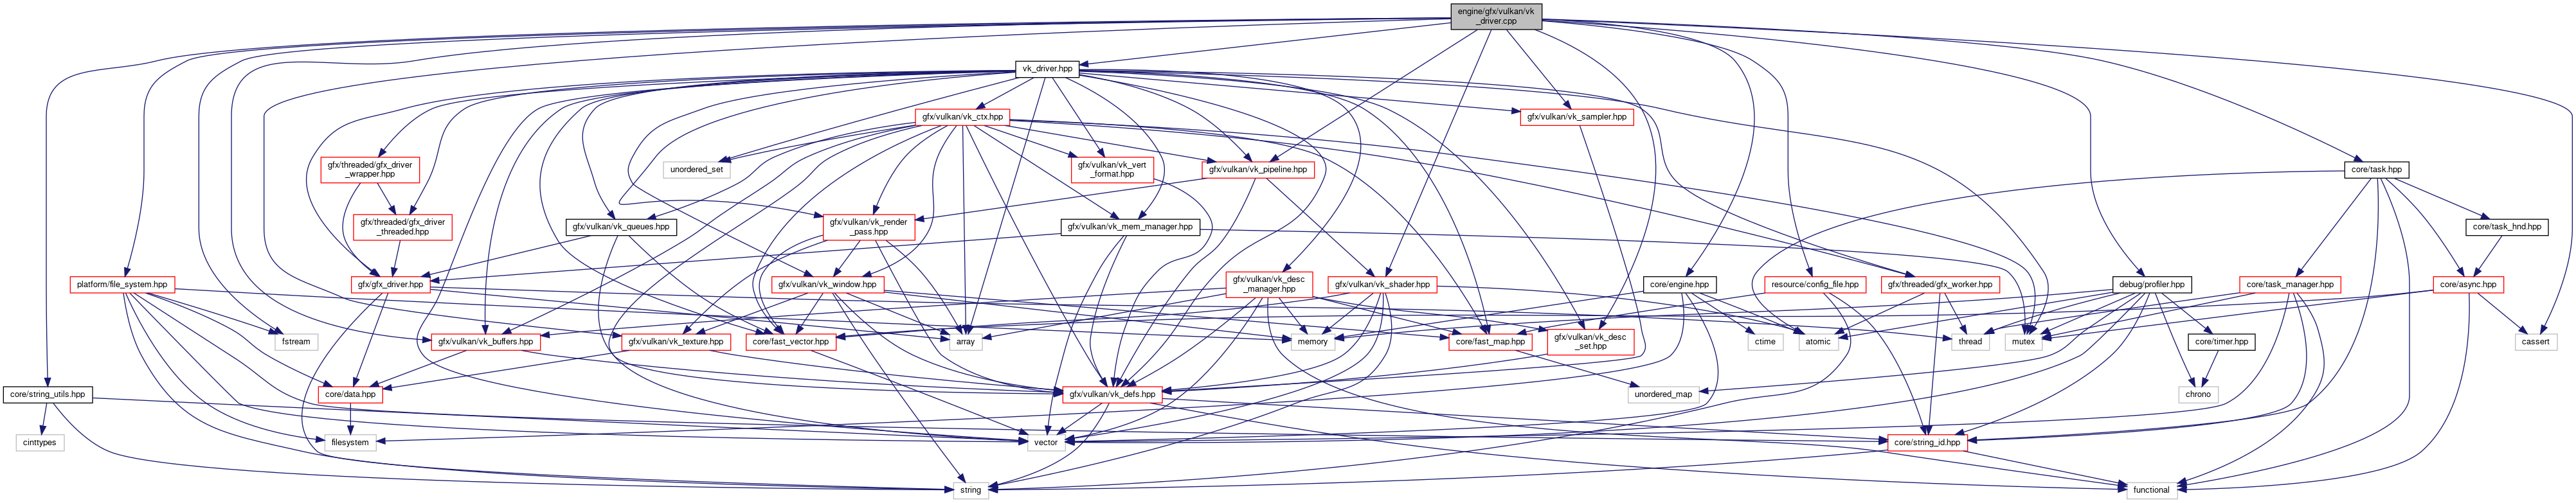 engine/gfx/vulkan/vk
_driver.cpp
vk_driver.hpp
gfx/vulkan/vk_ctx.hpp
gfx/vulkan/vk_sampler.hpp
gfx/threaded/gfx_driver
_wrapper.hpp
unordered_set
gfx/vulkan/vk_vert
_format.hpp
gfx/vulkan/vk_pipeline.hpp
core/task.hpp
gfx/threaded/gfx_driver
_threaded.hpp
gfx/vulkan/vk_queues.hpp
gfx/vulkan/vk_render
_pass.hpp
gfx/vulkan/vk_mem_manager.hpp
core/task_hnd.hpp
platform/file_system.hpp
gfx/gfx_driver.hpp
gfx/vulkan/vk_window.hpp
gfx/vulkan/vk_desc
_manager.hpp
gfx/vulkan/vk_shader.hpp
core/engine.hpp
resource/config_file.hpp
gfx/threaded/gfx_worker.hpp
debug/profiler.hpp
core/task_manager.hpp
core/async.hpp
fstream
gfx/vulkan/vk_buffers.hpp
gfx/vulkan/vk_texture.hpp
core/fast_vector.hpp
array
memory
core/fast_map.hpp
gfx/vulkan/vk_desc
_set.hpp
ctime
atomic
thread
mutex
core/timer.hpp
cassert
core/string_utils.hpp
core/data.hpp
gfx/vulkan/vk_defs.hpp
unordered_map
chrono
cinttypes
filesystem
vector
core/string_id.hpp
string
functional